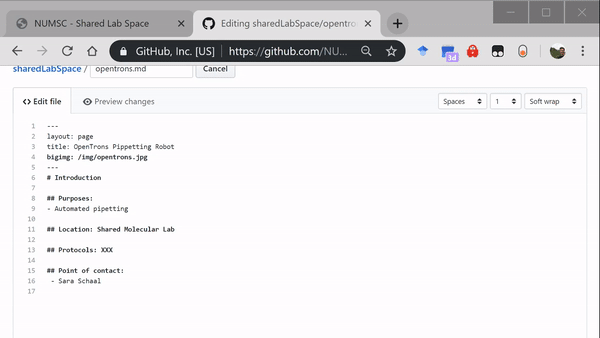 NUMSC - Shared Lab Space
Editing sharedLabSpace/opentro
GitHub, Inc. [US] https://github.com/NU...
3d
sharedLabSpace / opentrons.md Cancel
Edit file Preview changes Spaces 1 Soft wrap
1 ---
2 layout: page
3 title: OpenTrons Pippetting Robot
4 bigimg: /img/opentrons.jpg
5 ---
6 # Introduction
7
8 ## Purposes:
9 - Automated pipetting
10
11 ## Location: Shared Molecular Lab
12
13 ## Protocols: XXX
14
15 ## Point of contact:
16 - Sara Schaal
17